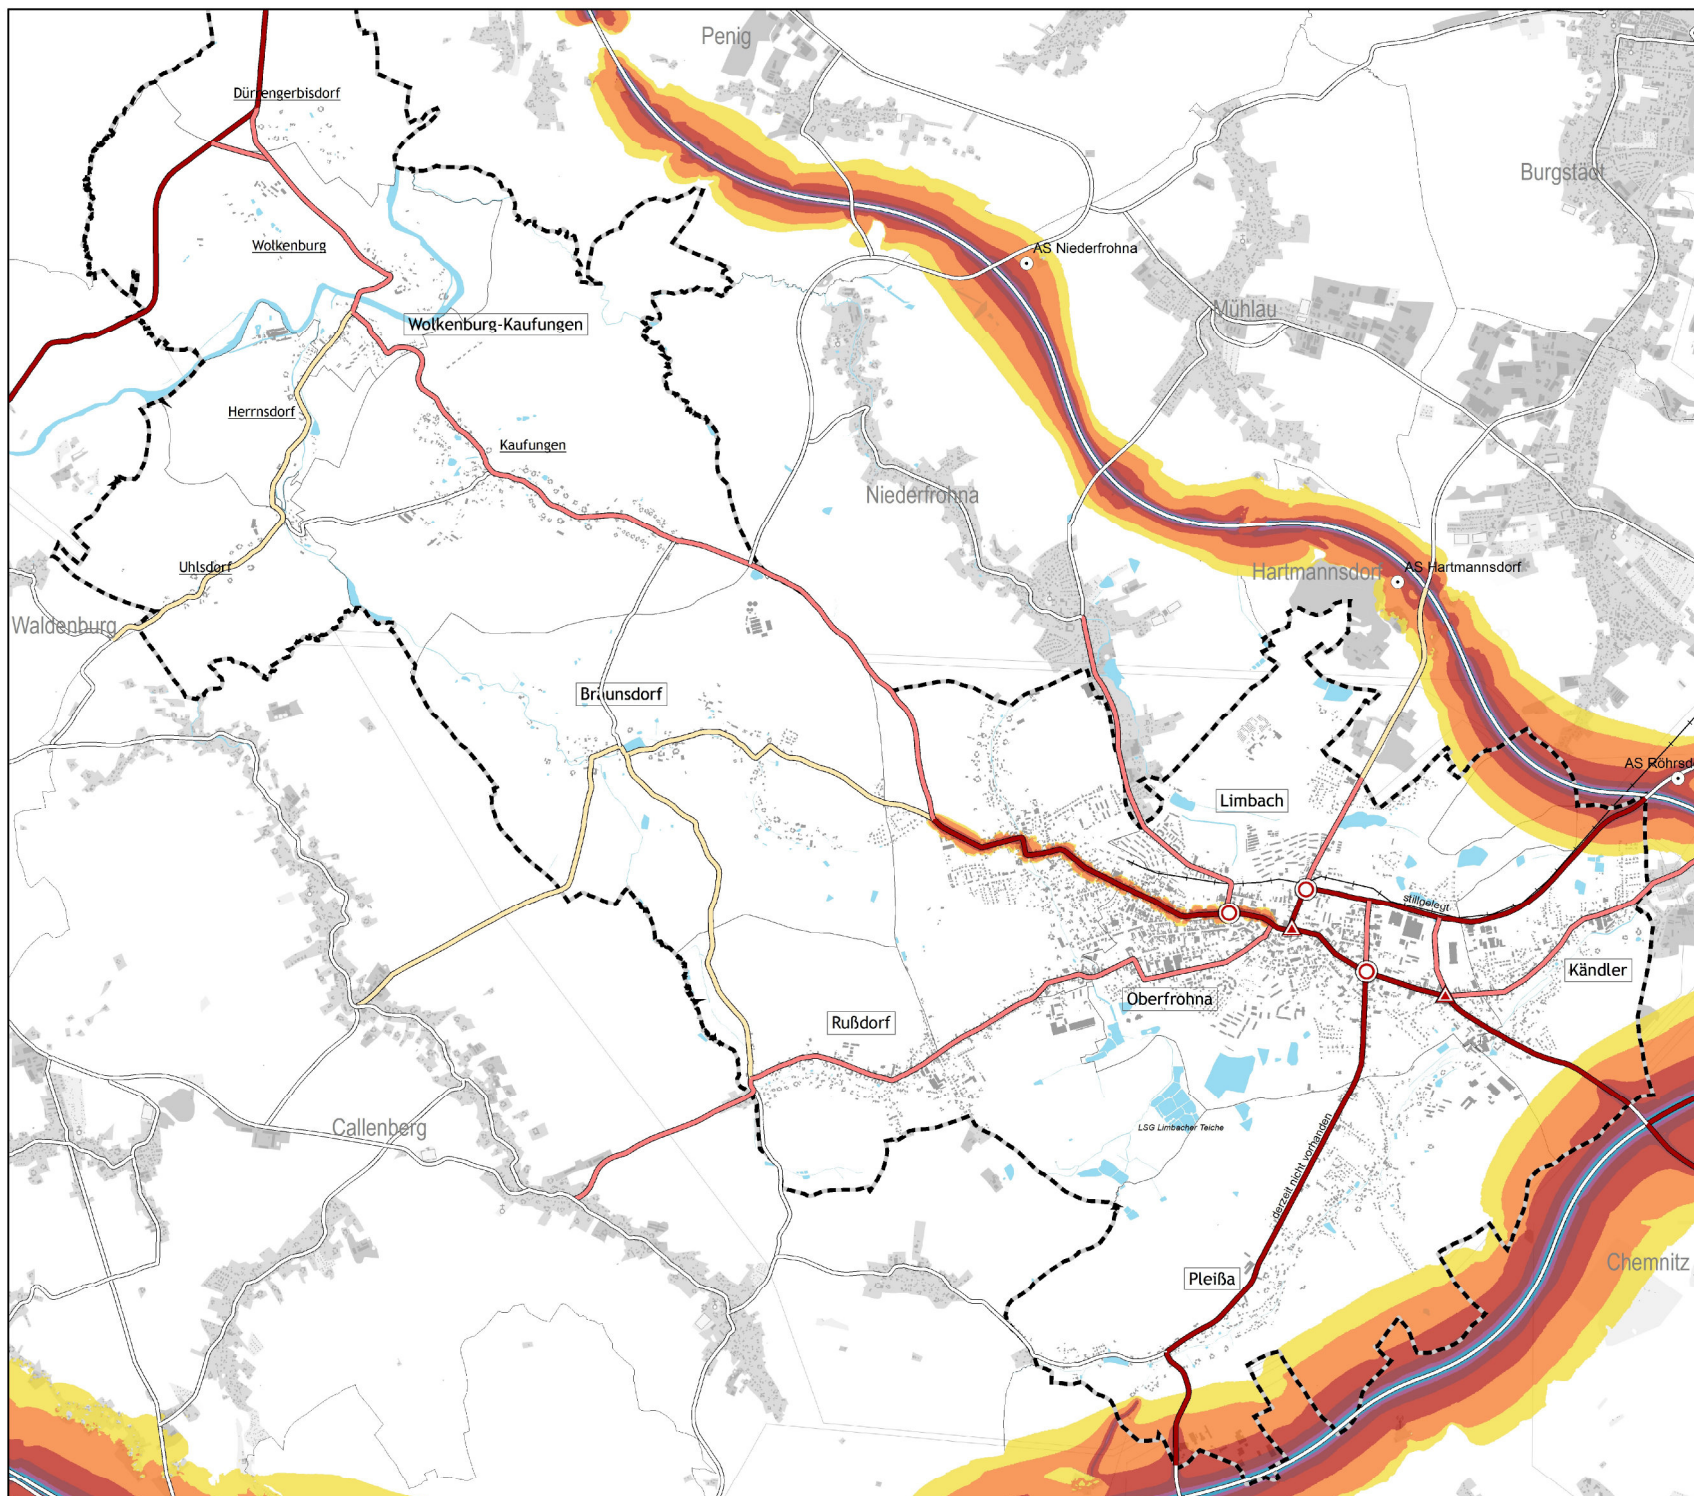 Penig
Dürrengerbisdorf
Burgstädt
Wolkenburg
AS Niederfrohna
Mühlau
Wolkenburg-Kaufungen
Herrnsdorf
Kaufungen
Niederfrohna
Uhlsdorf
Hartmannsdorf
AS Hartmannsdorf
Waldenburg
Bräunsdorf
AS Röhrsd
Limbach
stillgelegt
Kändler
Oberfrohna
Rußdorf
Callenberg
LSG Limbacher Teiche
derzeit nicht vorhanden
Chemnitz
Pleißa